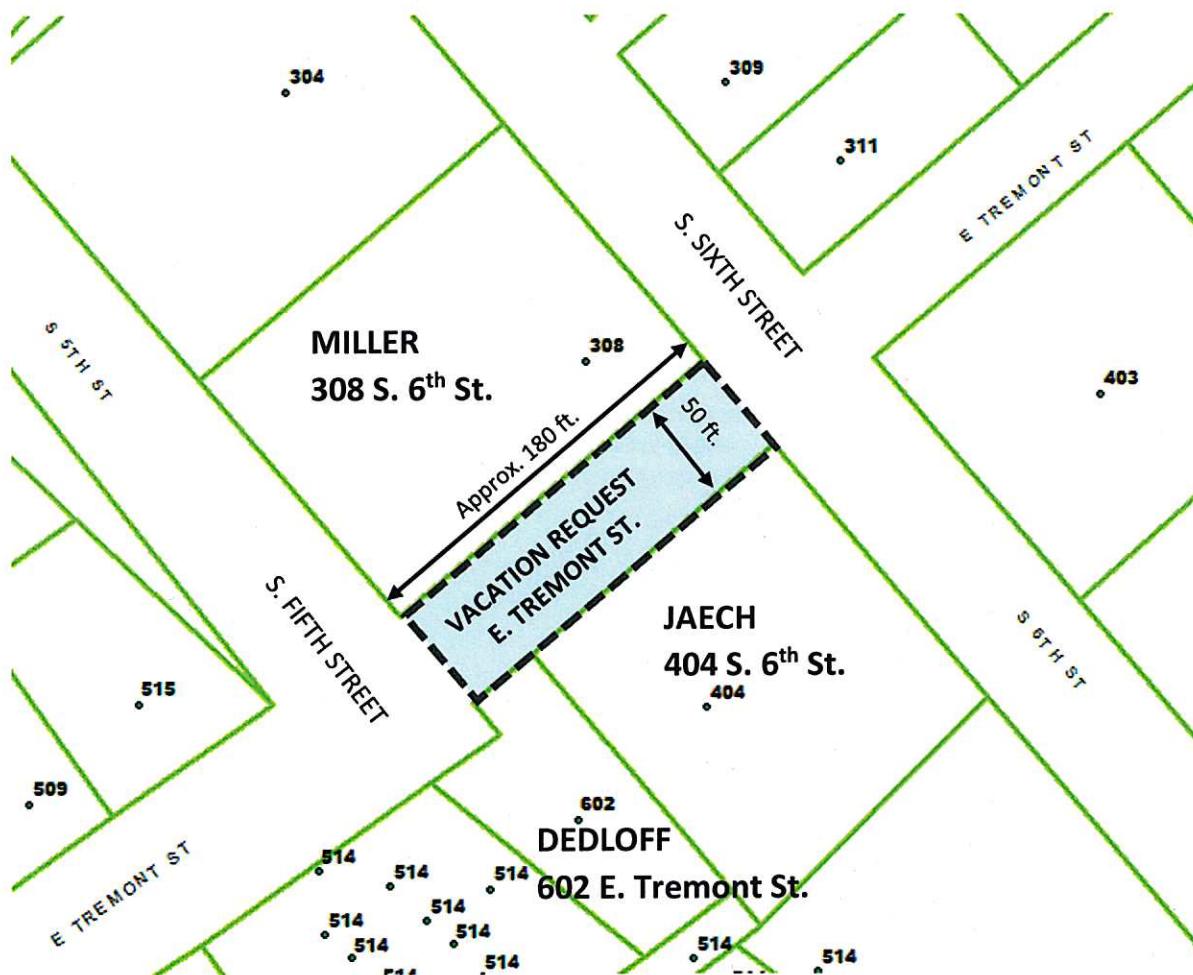 304
309
311
E TREMONT ST
S. SIXTH STREET
S 5TH ST
MILLER
308 S. 6th St.
308
403
Approx. 180 ft.
50 ft.
VACATION REQUEST
E. TREMONT ST.
S. FIFTH STREET
JAECH
404 S. 6th St.
404
S 6TH ST
515
509
602
DEDLOFF
602 E. Tremont St.
E TREMONT ST
514
514
514
514
514
514
514
514
514
514
514